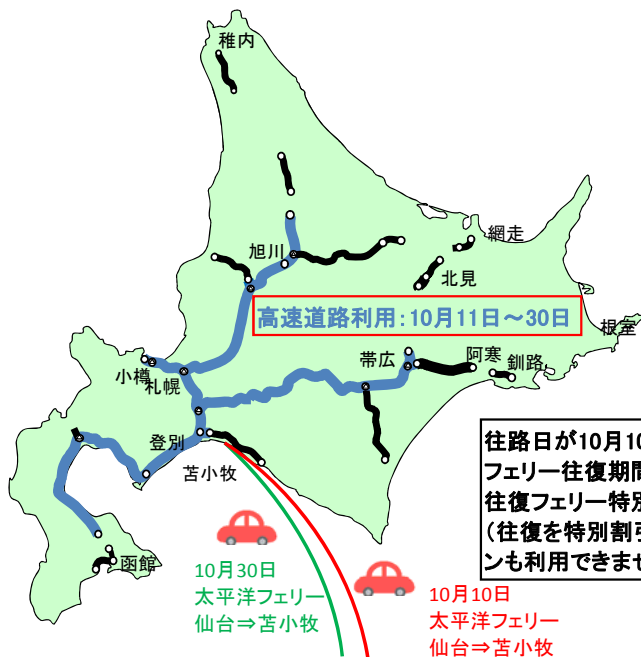 稚内
網走
旭川
北見
高速道路利用：10月11日～30日
根室
小樽
札幌
帯広
阿寒
釧路
登別
苫小牧
往路日が10月10
フェリー往復期間
往復フェリー特別
（往復を特別割引
ンも利用できませ
函館
10月30日
太平洋フェリー
仙台⇒苫小牧
10月10日
太平洋フェリー
仙台⇒苫小牧